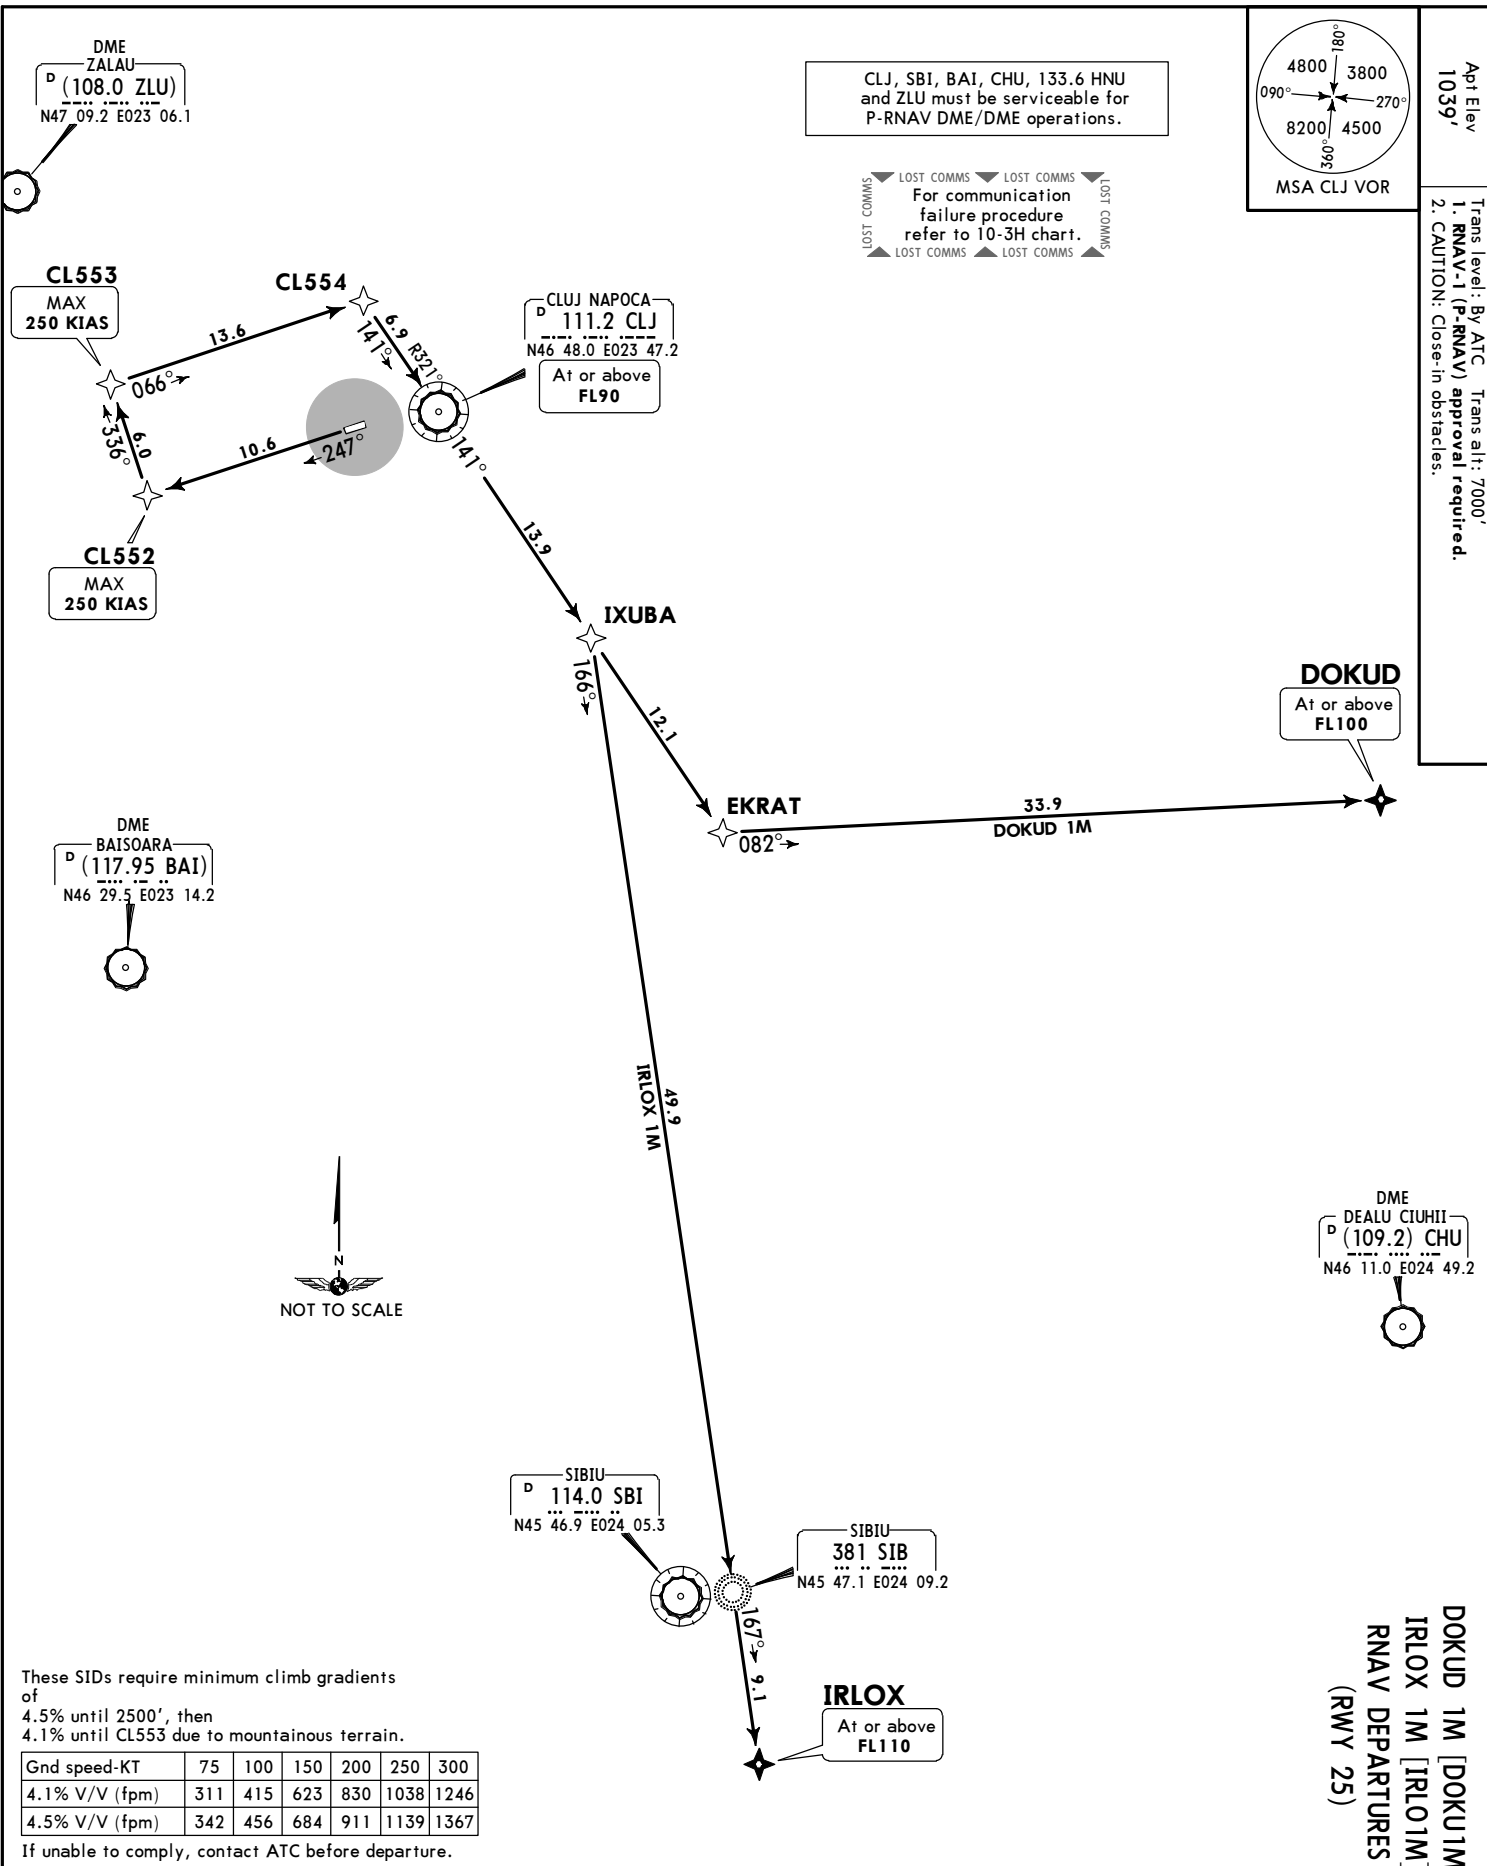 DME
ZALAU
D (108.0 ZLU)
N47 09.2 E023 06.1
CLJ, SBI, BAI, CHU, 133.6 HNU
and ZLU must be serviceable for
P-RNAV DME/DME operations.
LOST COMMS LOST COMMS
LOST COMMS
LOST COMMS
For communication
failure procedure
refer to 10-3H chart.
LOST COMMS LOST COMMS
180°
4800 3800
090° 270°
8200 4500
360°
MSA CLJ VOR
Apt Elev
1039'
Trans level: By ATC Trans alt: 7000'
1. RNAV-1 (P-RNAV) approval required.
2. CAUTION: Close-in obstacles.
CL553
MAX
250 KIAS
CL554
13.6
066°
6.9 R321°
141°
CLUJ NAPOCA
D 111.2 CLJ
N46 48.0 E023 47.2
At or above
FL90
6.0
336°
10.6
247°
141°
CL552
MAX
250 KIAS
13.9
IXUBA
166°
12.1
DOKUD
At or above
FL100
EKRAT
082°
33.9
DOKUD 1M
DME
BAISOARA
D (117.95 BAI)
N46 29.5 E023 14.2
49.9
IRLOX 1M
N
NOT TO SCALE
DME
DEALU CIUHII
D (109.2) CHU
N46 11.0 E024 49.2
SIBIU
D 114.0 SBI
N45 46.9 E024 05.3
SIBIU
381 SIB
N45 47.1 E024 09.2
167°
9.1
IRLOX
At or above
FL110
DOKUD 1M [DOKU1M
IRLOX 1M [IRLO1M]
RNAV DEPARTURES
(RWY 25)
These SIDs require minimum climb gradients
of
4.5% until 2500', then
4.1% until CL553 due to mountainous terrain.
Gnd speed-KT 75 100 150 200 250 300
4.1% V/V (fpm) 311 415 623 830 1038 1246
4.5% V/V (fpm) 342 456 684 911 1139 1367
If unable to comply, contact ATC before departure.